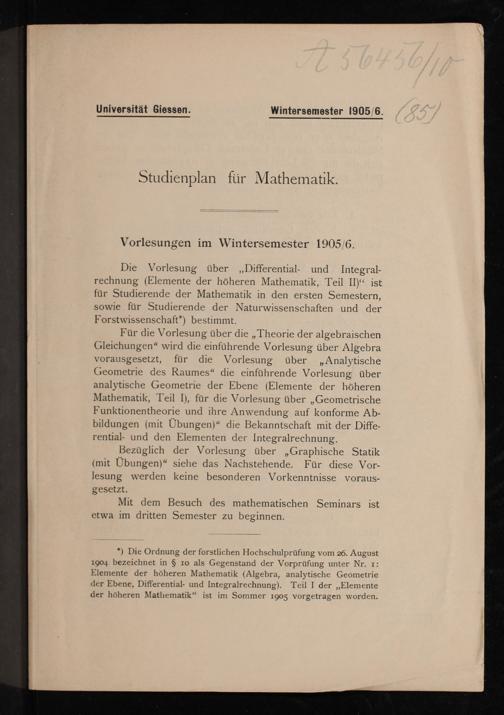 A 56456/10
(85)
Universität Giessen. Wintersemester 1905/6.
Studienplan für Mathematik.
Vorlesungen im Wintersemester 1905/6.
Die Vorlesung über „Differential- und Integral-
rechnung (Elemente der höheren Mathematik, Teil II)“ ist
für Studierende der Mathematik in den ersten Semestern,
sowie für Studierende der Naturwissenschaften und der
Forstwissenschaft*) bestimmt.
Für die Vorlesung über die „Theorie der algebraischen
Gleichungen“ wird die einführende Vorlesung über Algebra
vorausgesetzt, für die Vorlesung über „Analytische
Geometrie des Raumes“ die einführende Vorlesung über
analytische Geometrie der Ebene (Elemente der höheren
Mathematik, Teil I), für die Vorlesung über „Geometrische
Funktionentheorie und ihre Anwendung auf konforme Ab-
bildungen (mit Übungen)“ die Bekanntschaft mit der Diffe-
rential- und den Elementen der Integralrechnung.
Bezüglich der Vorlesung über „Graphische Statik
(mit Übungen)“ siehe das Nachstehende. Für diese Vor-
lesung werden keine besonderen Vorkenntnisse voraus-
gesetzt.
Mit dem Besuch des mathematischen Seminars ist
etwa im dritten Semester zu beginnen.
*) Die Ordnung der forstlichen Hochschulprüfung vom 26. August
1904 bezeichnet in § 10 als Gegenstand der Vorprüfung unter Nr. 1:
Elemente der höheren Mathematik (Algebra, analytische Geometrie
der Ebene, Differential- und Integralrechnung). Teil I der „Elemente
der höheren Mathematik“ ist im Sommer 1905 vorgetragen worden.